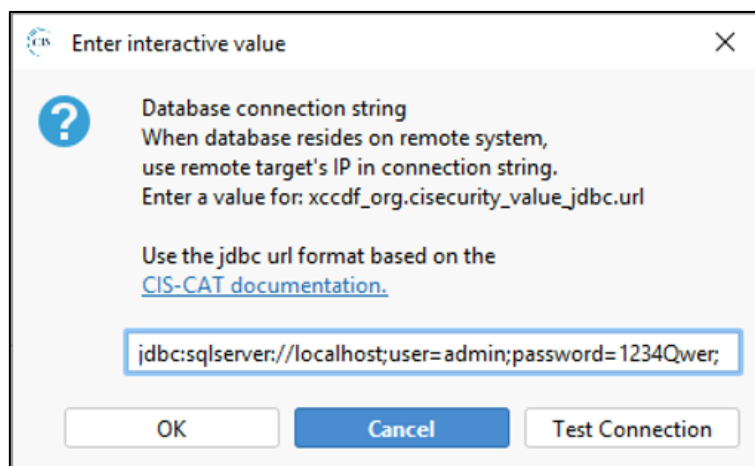 CIS Enter interactive value
Database connection string
When database resides on remote system,
use remote target's IP in connection string.
Enter a value for: xccdf_org.cisecurity_value_jdbc.url
Use the jdbc url format based on the
CIS-CAT documentation.
jdbc:sqlserver://localhost;user=admin;password=1234Qwer;
OK Cancel Test Connection